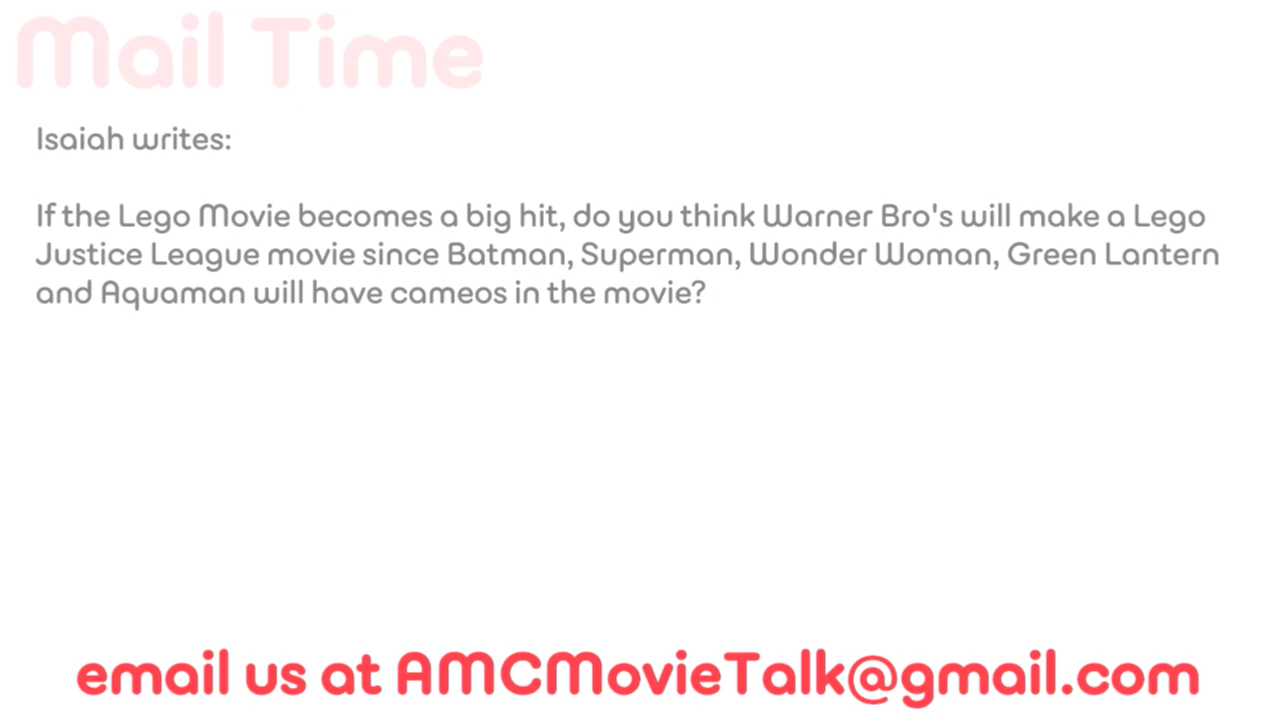 Mail Time
Isaiah writes:
If the Lego Movie becomes a big hit, do you think Warner Bro's will make a Lego
Justice League movie since Batman, Superman, Wonder Woman, Green Lantern
and Aquaman will have cameos in the movie?
email us at AMCMovieTalk@gmail.com